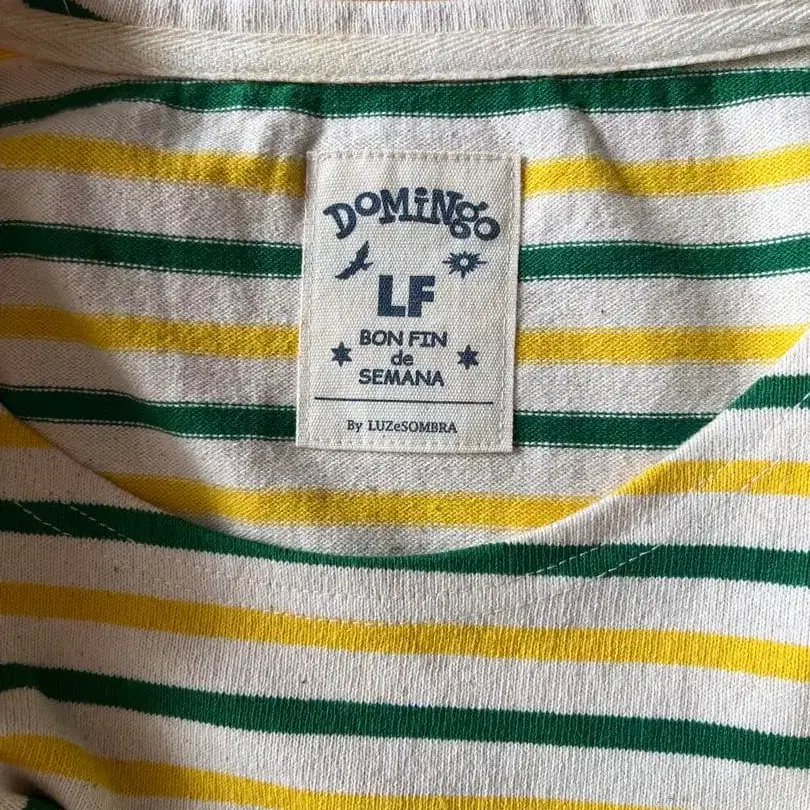 DOMiNgo
LF
BON FIN
de
SEMANA
By LUZeSOMBRA